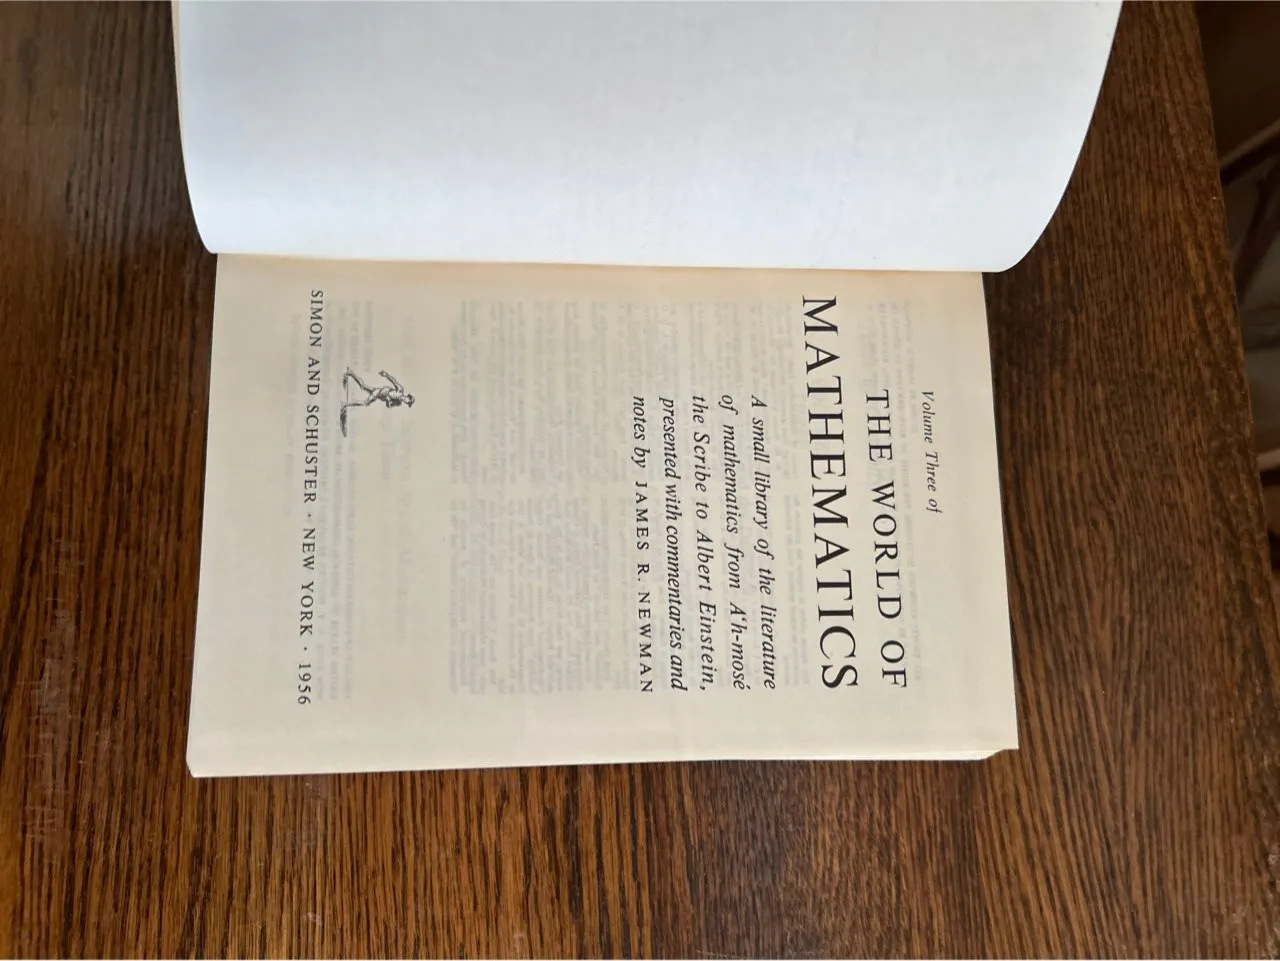 Volume Three of
THE WORLD OF
MATHEMATICS
A small library of the literature
of mathematics from A‘h-mosé
the Scribe to Albert Einstein,
presented with commentaries and
notes by JAMES R. NEWMAN
SIMON AND SCHUSTER · NEW YORK · 1956